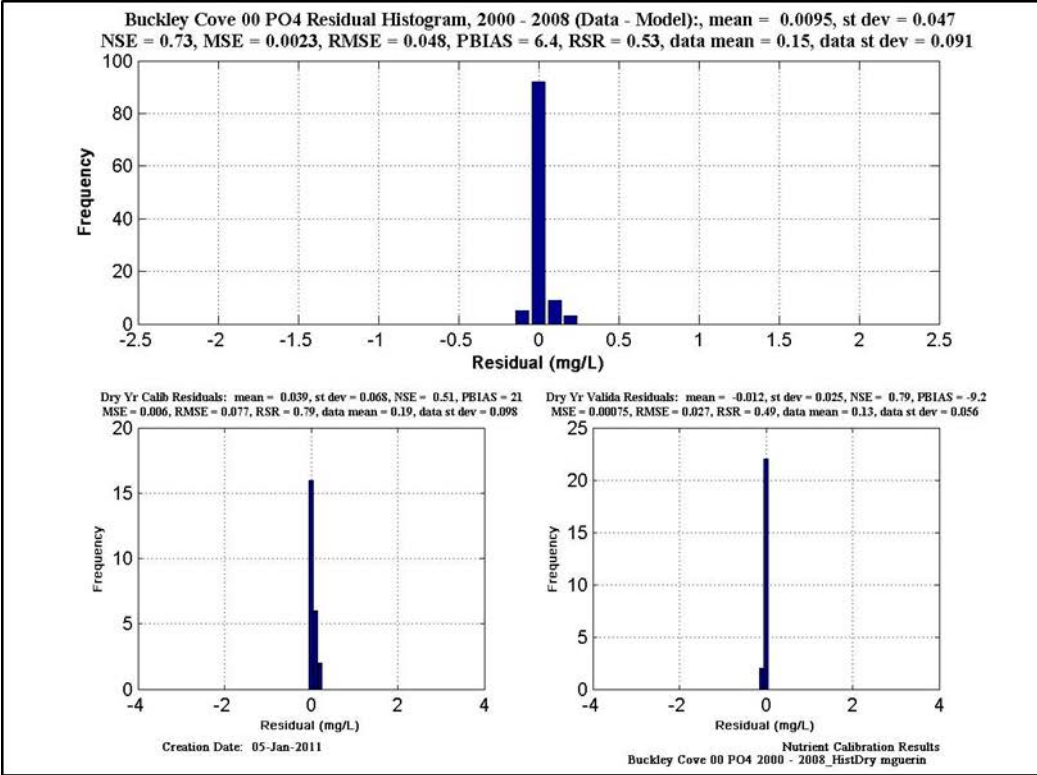 Buckley Cove 00 PO4 Residual Histogram, 2000 - 2008 (Data - Model):, mean = 0.0095, st dev = 0.047
NSE = 0.73, MSE = 0.0023, RMSE = 0.048, PBIAS = 6.4, RSR = 0.53, data mean = 0.15, data st dev = 0.091
100
80
60
40
20
0
Frequency
-2.5 -2 -1.5 -1 -0.5 0 0.5 1 1.5 2 2.5
Residual (mg/L)
Dry Yr Calib Residuals: mean = 0.039, st dev = 0.068, NSE = 0.51, PBIAS = 21
MSE = 0.006, RMSE = 0.077, RSR = 0.79, data mean = 0.19, data st dev = 0.098
20
15
10
5
0
Frequency
-4 -2 0 2 4
Residual (mg/L)
Dry Yr Valida Residuals: mean = -0.012, st dev = 0.025, NSE = 0.79, PBIAS = -9.2
MSE = 0.00075, RMSE = 0.027, RSR = 0.49, data mean = 0.13, data st dev = 0.056
25
20
15
10
5
0
Frequency
-4 -2 0 2 4
Residual (mg/L)
Creation Date: 05-Jan-2011
Nutrient Calibration Results
Buckley Cove 00 PO4 2000 - 2008_HistDry mguerin